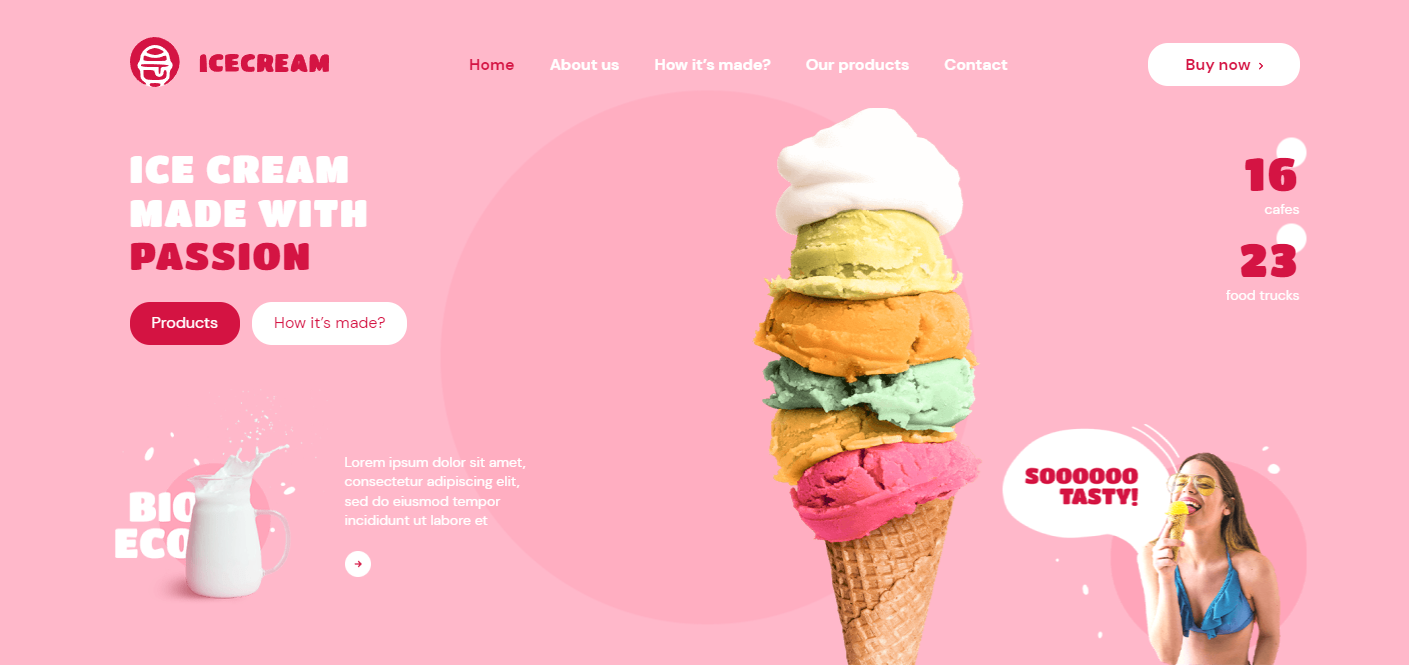 ICECREAM
Home
About us
How it's made?
Our products
Contact
Buy now
ICE CREAM
MADE WITH
PASSION
Products
How it's made?
16
cafes
23
food trucks
BIO
ECO
Lorem ipsum dolor sit amet,
consectetur adipiscing elit,
sed do eiusmod tempor
incididunt ut labore et
SOOOOOO
TASTY!